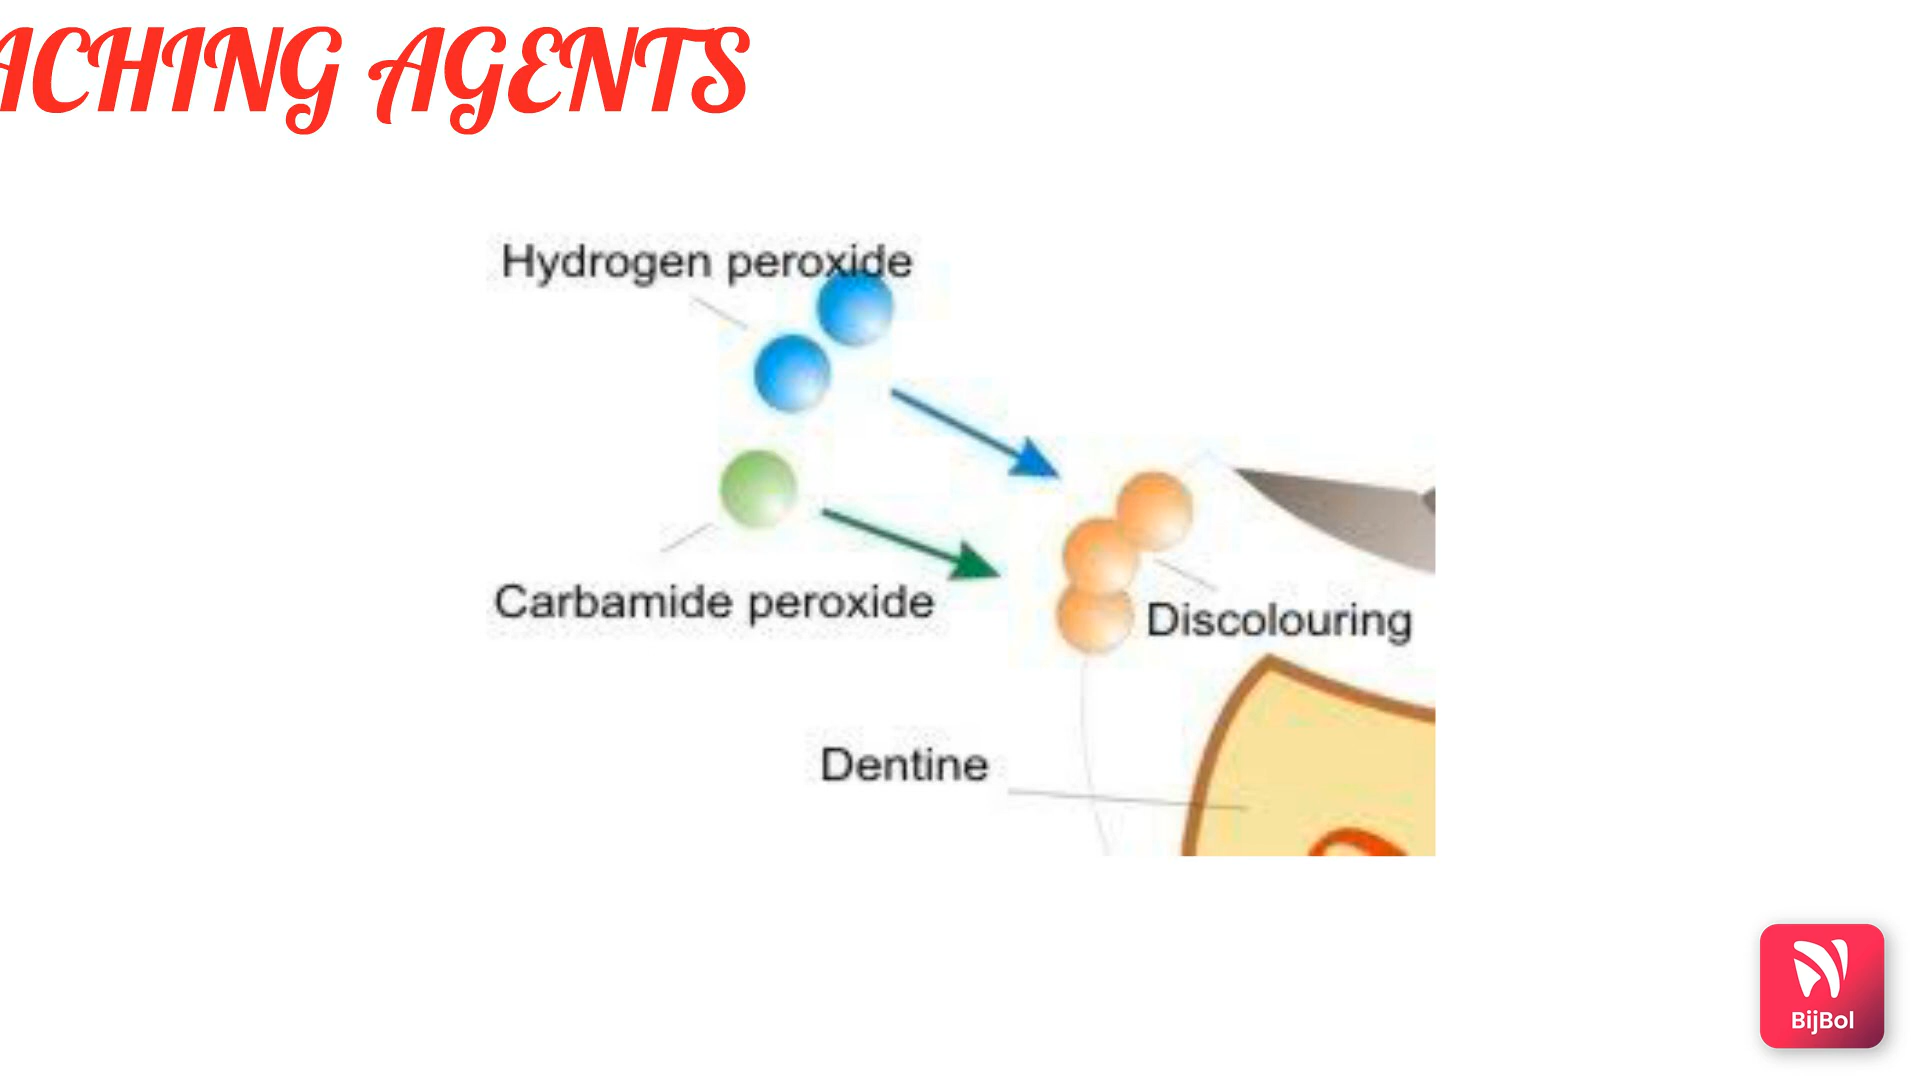 ACHING AGENTS
Hydrogen peroxide
Carbamide peroxide
Discolouring
Dentine
BijBol